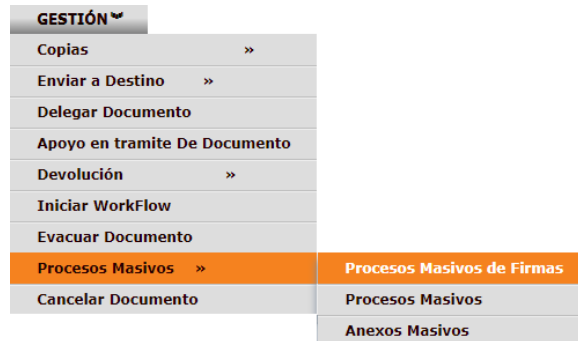 GESTIÓN
Copias »
Enviar a Destino »
Delegar Documento
Apoyo en tramite De Documento
Devolución »
Iniciar WorkFlow
Evacuar Documento
Procesos Masivos » Procesos Masivos de Firmas
Cancelar Documento Procesos Masivos
Anexos Masivos